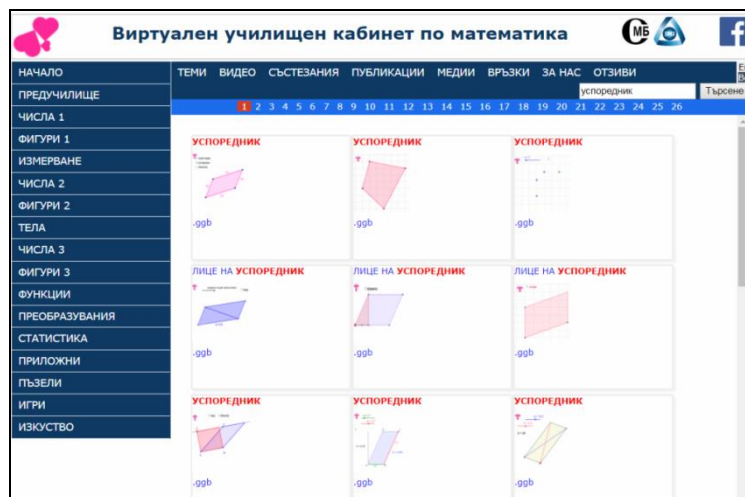 Виртуален училищен кабинет по математика
СМБ
f
НАЧАЛО
ПРЕДУЧИЛИЩЕ
ЧИСЛА 1
ФИГУРИ 1
ИЗМЕРВАНЕ
ЧИСЛА 2
ФИГУРИ 2
ТЕЛА
ЧИСЛА 3
ФИГУРИ 3
ФУНКЦИИ
ПРЕОБРАЗУВАНИЯ
СТАТИСТИКА
ПРИЛОЖНИ
ПЪЗЕЛИ
ИГРИ
ИЗКУСТВО
ТЕМИ ВИДЕО СЪСТЕЗАНИЯ ПУБЛИКАЦИИ МЕДИИ ВРЪЗКИ ЗА НАС ОТЗИВИ
успоредник Търсене
1 2 3 4 5 6 7 8 9 10 11 12 13 14 15 16 17 18 19 20 21 22 23 24 25 26
УСПОРЕДНИК УСПОРЕДНИК УСПОРЕДНИК
.ggb .ggb .ggb
ЛИЦЕ НА УСПОРЕДНИК ЛИЦЕ НА УСПОРЕДНИК ЛИЦЕ НА УСПОРЕДНИК
.ggb .ggb .ggb
УСПОРЕДНИК УСПОРЕДНИК УСПОРЕДНИК
.ggb .ggb .ggb